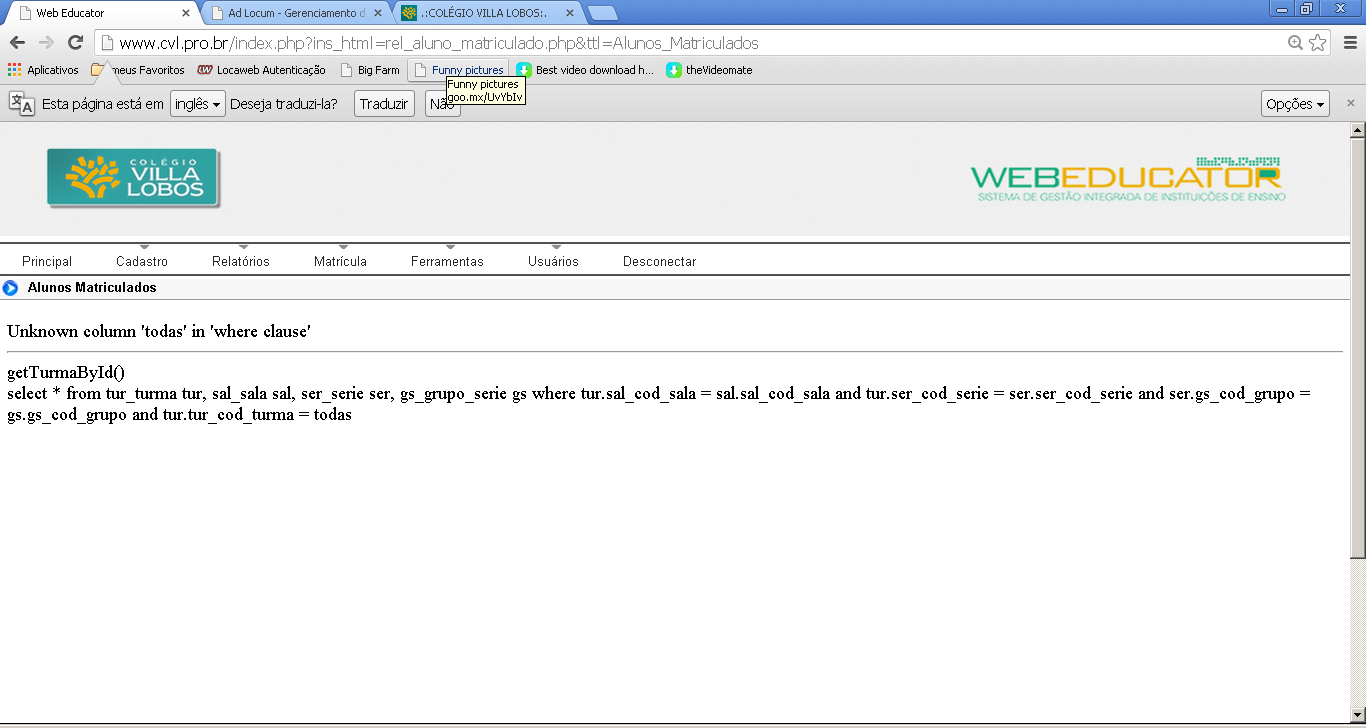 Web Educator
Ad Locum - Gerenciamento d
.:COLÉGIO VILLA LOBOS:.
www.cvl.pro.br/index.php?ins_html=rel_aluno_matriculado.php&ttl=Alunos_Matriculados
Aplicativos meus Favoritos Locaweb Autenticação Big Farm Funny pictures Best video download h... theVideomate
Funny pictures
goo.mx/UvYbIv
Esta página está em inglês Deseja traduzi-la? Traduzir Não Opções
COLÉGIO
VILLA
LOBOS
WEBEDUCATOR
SISTEMA DE GESTÃO INTEGRADA DE INSTITUIÇÕES DE ENSINO
Principal Cadastro Relatórios Matrícula Ferramentas Usuários Desconectar
Alunos Matriculados
Unknown column 'todas' in 'where clause'
getTurmaById()
select * from tur_turma tur, sal_sala sal, ser_serie ser, gs_grupo_serie gs where tur.sal_cod_sala = sal.sal_cod_sala and tur.ser_cod_serie = ser.ser_cod_serie and ser.gs_cod_grupo =
gs.gs_cod_grupo and tur.tur_cod_turma = todas